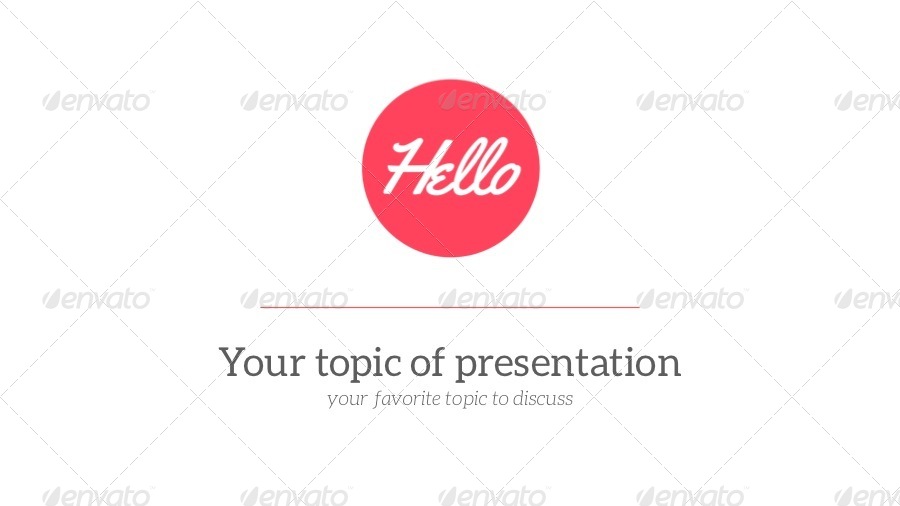 envato envato envato envato envato
Hello
envato envato envato envato envato
Your topic of presentation
your favorite topic to discuss
envato envato envato envato envato